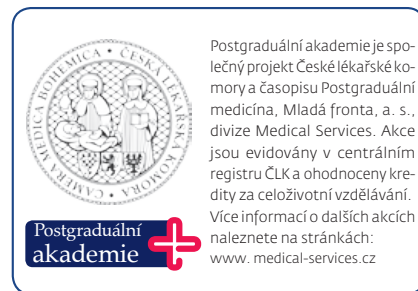 CAMERA MEDICA BOHEMICA • ČESKÁ LÉKAŘSKÁ KOMORA •
Postgraduální
akademie
Postgraduální akademie je spo-
lečný projekt České lékařské ko-
mory a časopisu Postgraduální
medicína, Mladá fronta, a. s.,
divize Medical Services. Akce
jsou evidovány v centrálním
registru ČLK a ohodnoceny kre-
dity za celoživotní vzdělávání.
Více informací o dalších akcích
naleznete na stránkách:
www. medical-services.cz